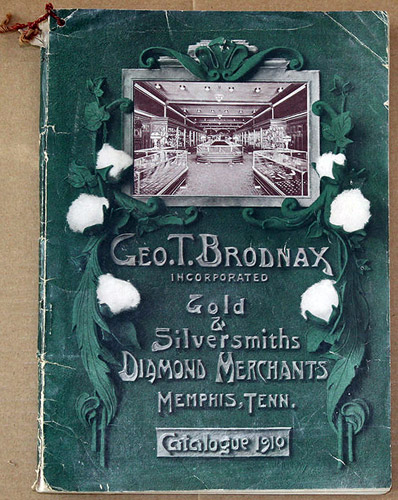 GEO.T.BRODNAX
INCORPORATED
Gold
&
Silversmiths
DIAMOND MERCHANTS
MEMPHIS, TENN.
Catalogue 1910